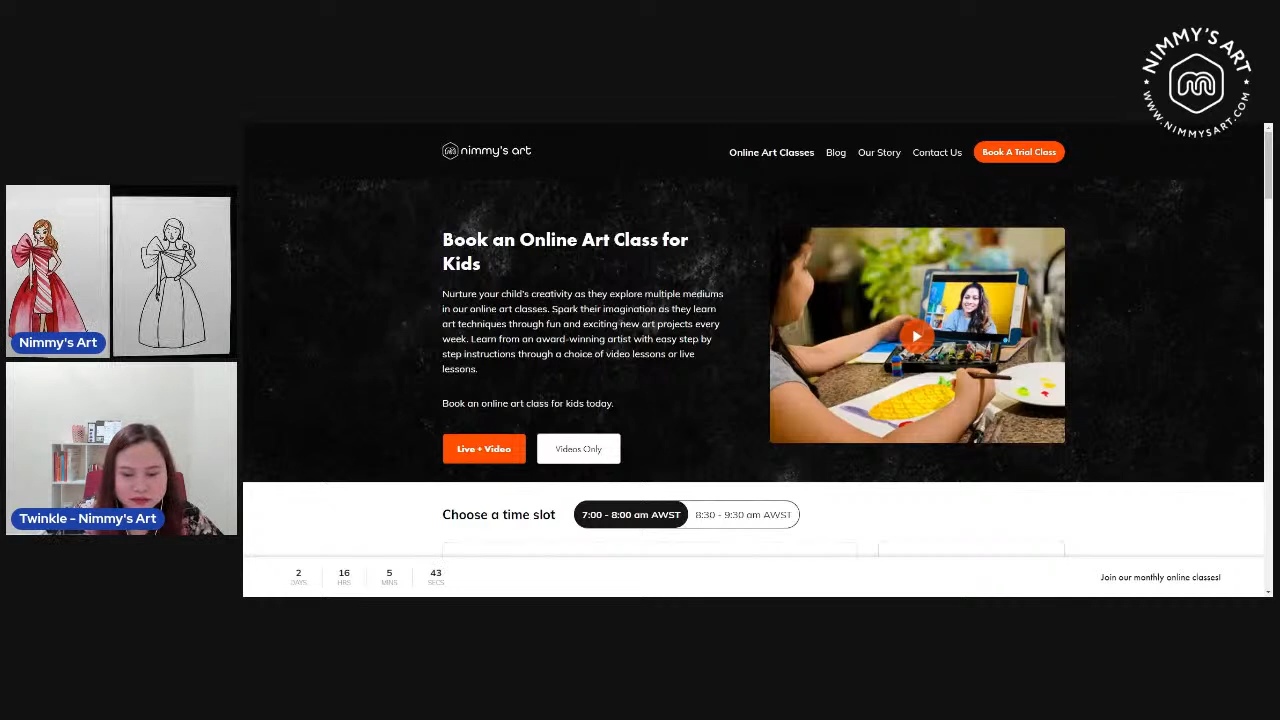 NIMMY'S ART
WWW.NIMMYSART.COM
nimmy's art
Online Art Classes
Blog
Our Story
Contact Us
Book A Trial Class
Book an Online Art Class for
Kids
Nurture your child's creativity as they explore multiple mediums
in our online art classes. Spark their imagination as they learn
art techniques through fun and exciting new art projects every
week. Learn from an award-winning artist with easy step by
step instructions through a choice of video lessons or live
lessons.
Book an online art class for kids today.
Live + Video
Videos Only
Nimmy's Art
Twinkle - Nimmy's Art
Choose a time slot
7:00 - 8:00 am AWST
8:30 - 9:30 am AWST
2
DAYS
16
HRS
5
MINS
43
SECS
Join our monthly online classes!